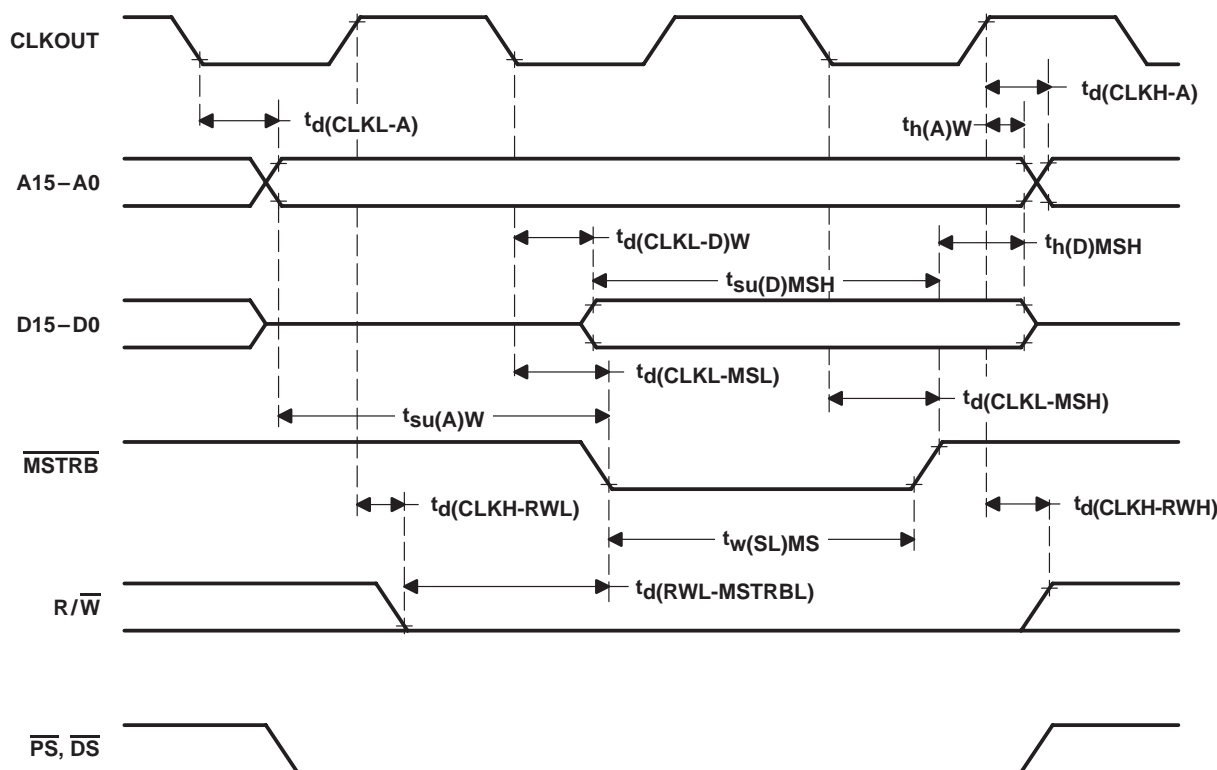 CLKOUT
td(CLKH-A)
td(CLKL-A)
th(A)W
A15–A0
td(CLKL-D)W
th(D)MSH
tsu(D)MSH
D15–D0
td(CLKL-MSL)
td(CLKL-MSH)
tsu(A)W
MSTRB
td(CLKH-RWL)
td(CLKH-RWH)
tw(SL)MS
td(RWL-MSTRBL)
R/W
PS, DS